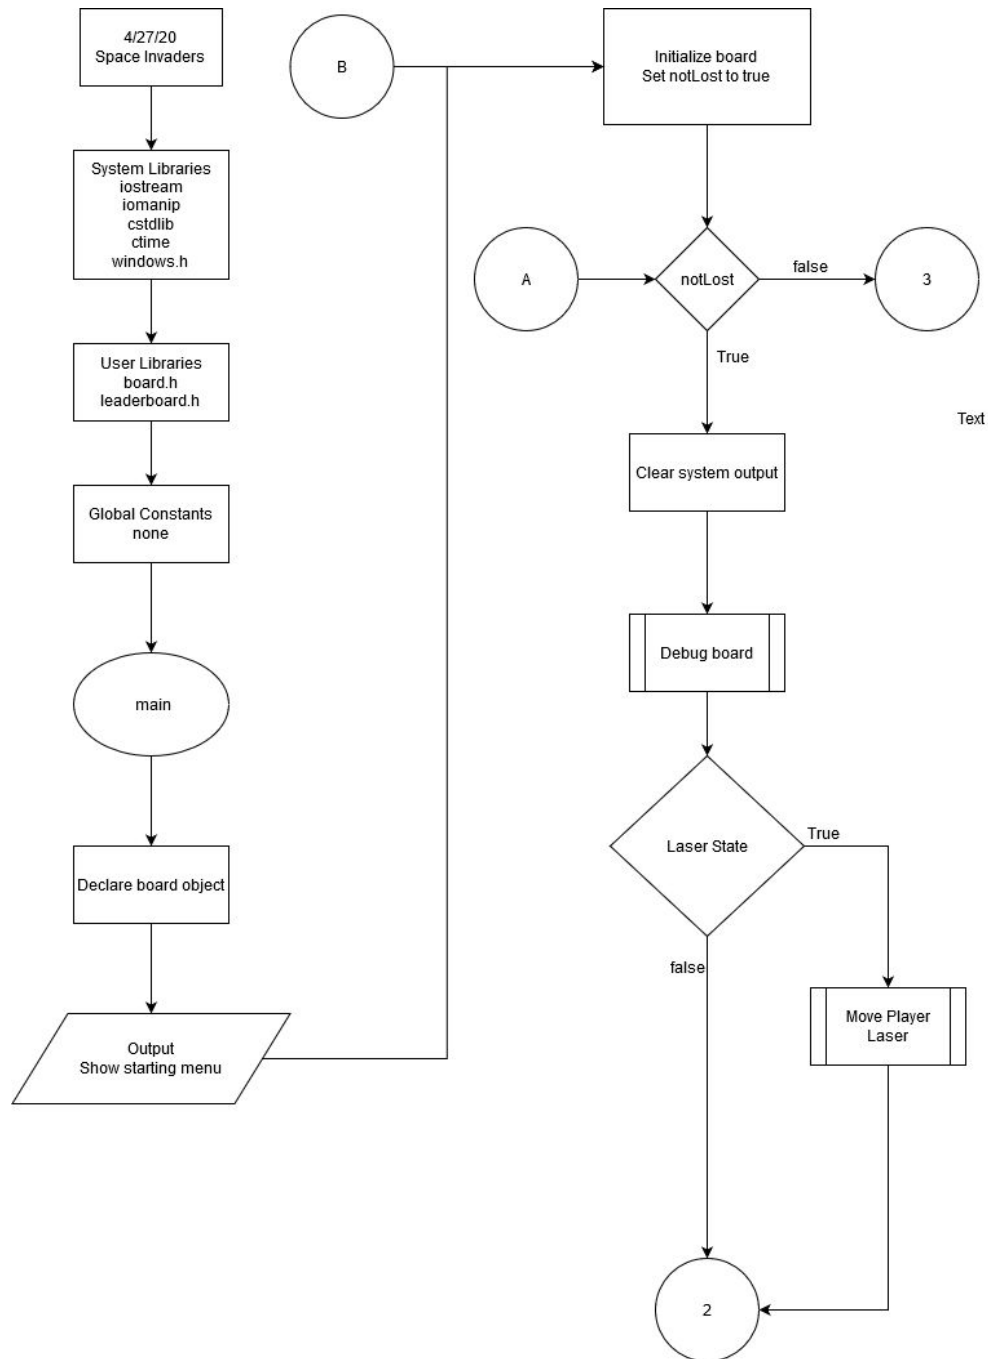 4/27/20
Space Invaders
System Libraries
iostream
iomanip
cstdlib
ctime
windows.h
User Libraries
board.h
leaderboard.h
Global Constants
none
main
Declare board object
Output
Show starting menu
B
Initialize board
Set notLost to true
A
notLost
false
3
True
Text
Clear system output
Debug board
Laser State
True
false
Move Player
Laser
2